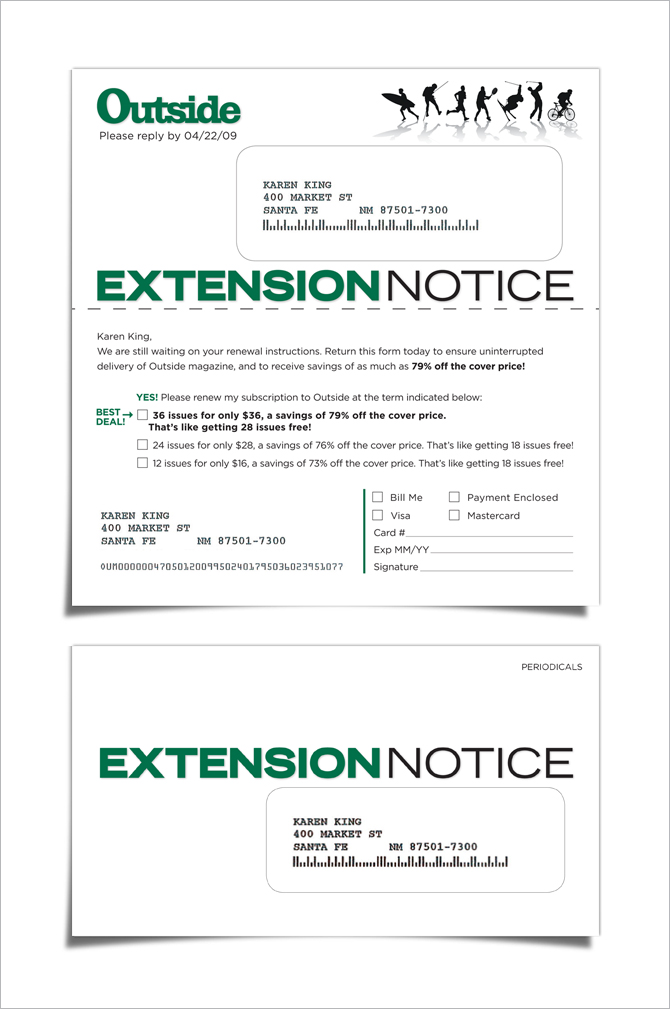 Outside
Please reply by 04/22/09
KAREN KING
400 MARKET ST
SANTA FE NM 87501-7300
EXTENSION NOTICE
Karen King,
We are still waiting on your renewal instructions. Return this form today to ensure uninterrupted
delivery of Outside magazine, and to receive savings of as much as 79% off the cover price!
YES! Please renew my subscription to Outside at the term indicated below:
BEST DEAL!
36 issues for only $36, a savings of 79% off the cover price.
That's like getting 28 issues free!
24 issues for only $28, a savings of 76% off the cover price. That's like getting 18 issues free!
12 issues for only $16, a savings of 73% off the cover price. That's like getting 18 issues free!
KAREN KING
400 MARKET ST
SANTA FE NM 87501-7300
Bill Me Payment Enclosed
Visa Mastercard
Card #
Exp MM/YY
Signature
PERIODICALS
EXTENSION NOTICE
KAREN KING
400 MARKET ST
SANTA FE NM 87501-7300